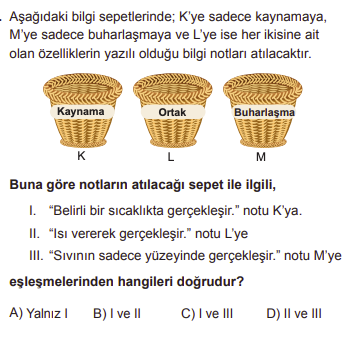 . Aşağıdaki bilgi sepetlerinde; K'ye sadece kaynamaya,
M'ye sadece buharlaşmaya ve L'ye ise her ikisine ait
olan özelliklerin yazılı olduğu bilgi notları atılacaktır.
Kaynama Ortak Buharlaşma
K L M
Buna göre notların atılacağı sepet ile ilgili,
I. "Belirli bir sıcaklıkta gerçekleşir." notu K'ya.
II. "Isı vererek gerçekleşir." notu L'ye
III. "Sıvının sadece yüzeyinde gerçekleşir." notu M'ye
eşleşmelerinden hangileri doğrudur?
A) Yalnız I B) I ve II C) I ve III D) II ve III